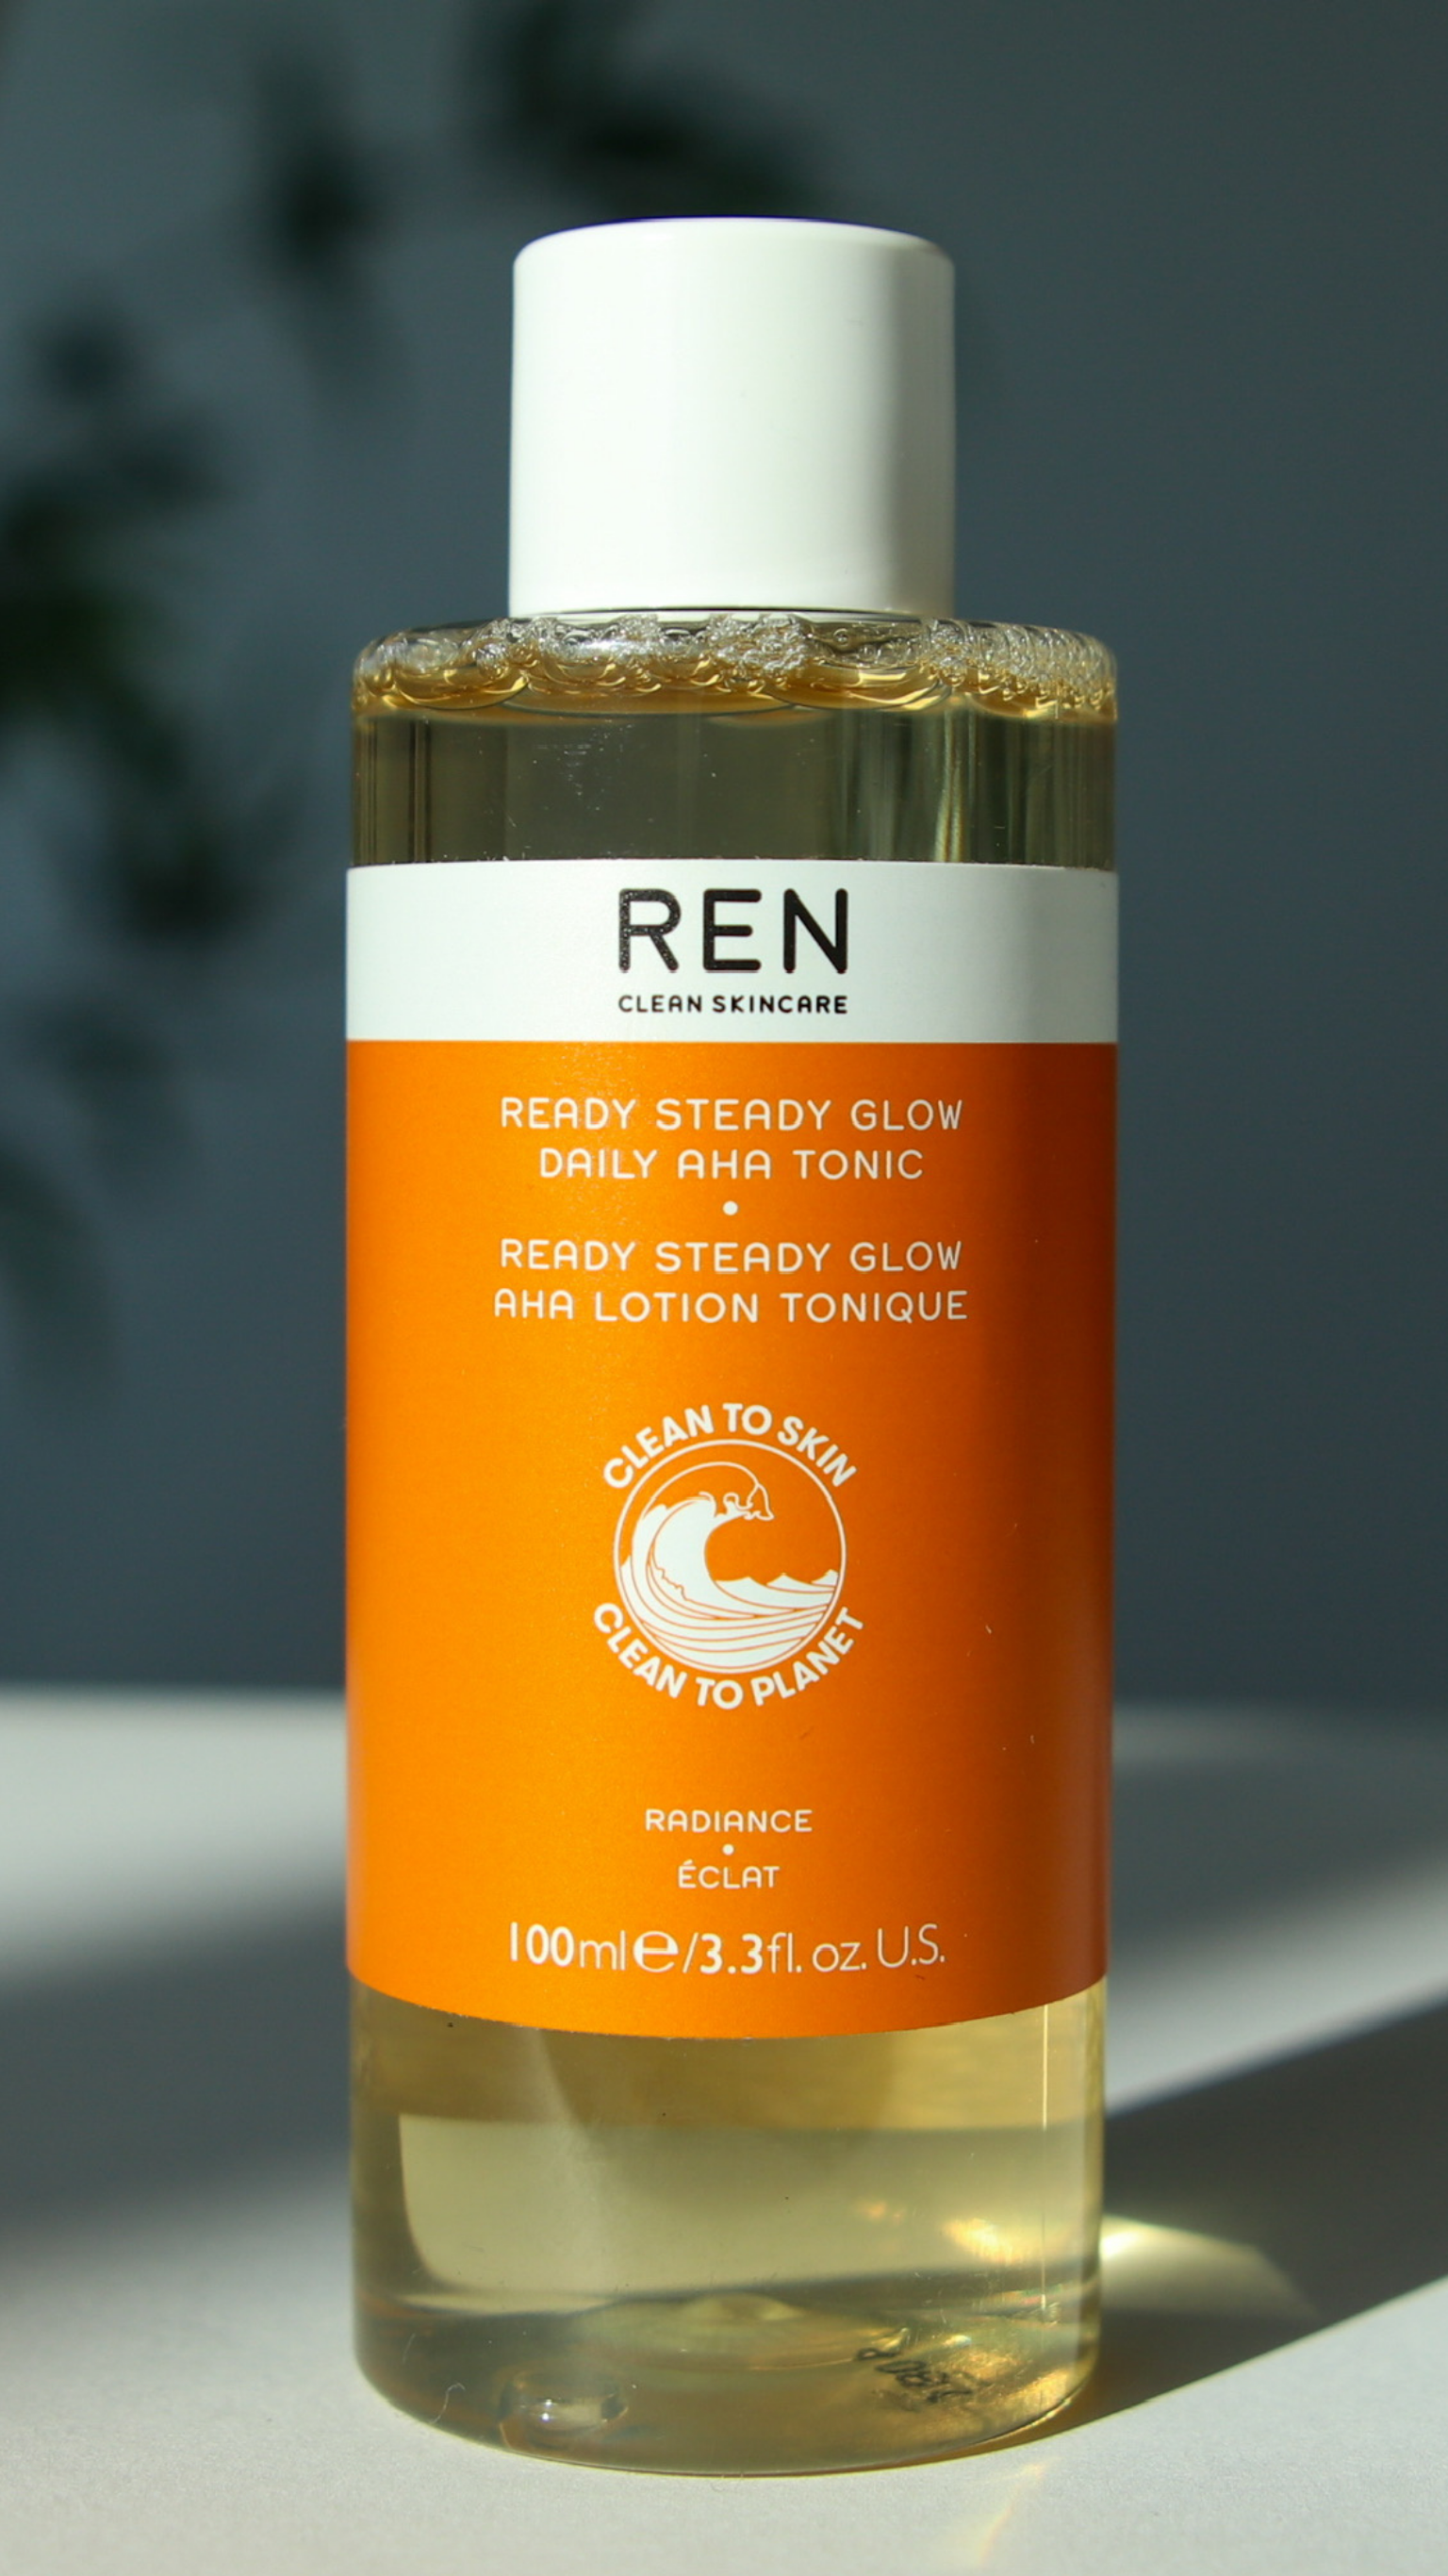 REN
CLEAN SKINCARE
READY STEADY GLOW
DAILY AHA TONIC
•
READY STEADY GLOW
AHA LOTION TONIQUE
CLEAN TO SKIN
CLEAN TO PLANET
RADIANCE
•
ÉCLAT
100ml℮/3.3fl. oz. U.S.